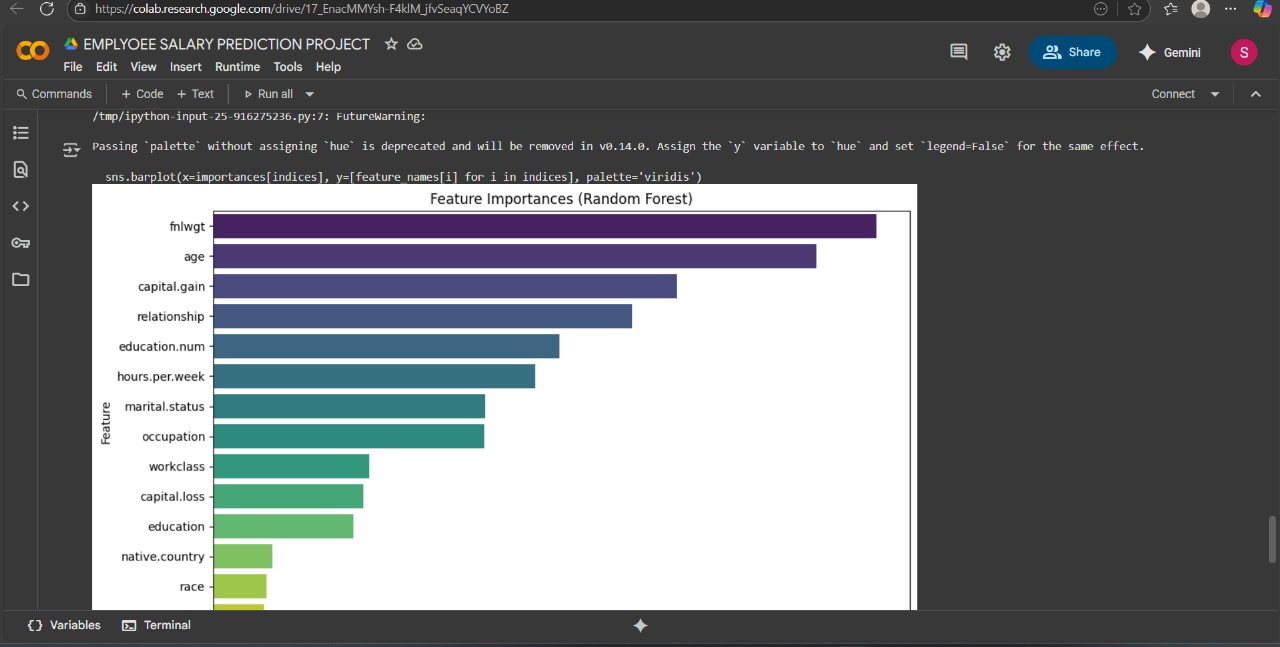 https://colab.research.google.com/drive/17_EnacMMYsh-F4klM_jfvSeaqYCVYoBZ
EMPLYOEE SALARY PREDICTION PROJECT
File Edit View Insert Runtime Tools Help
Share
Gemini
S
Commands + Code + Text Run all
Connect
/tmp/ipython-input-25-916275236.py:7: FutureWarning:
Passing `palette` without assigning `hue` is deprecated and will be removed in v0.14.0. Assign the `y` variable to `hue` and set `legend=False` for the same effect.
sns.barplot(x=importances[indices], y=[feature_names[i] for i in indices], palette='viridis')
Feature Importances (Random Forest)
fnlwgt
age
capital.gain
relationship
education.num
hours.per.week
marital.status
occupation
workclass
capital.loss
education
native.country
race
Feature
Variables Terminal